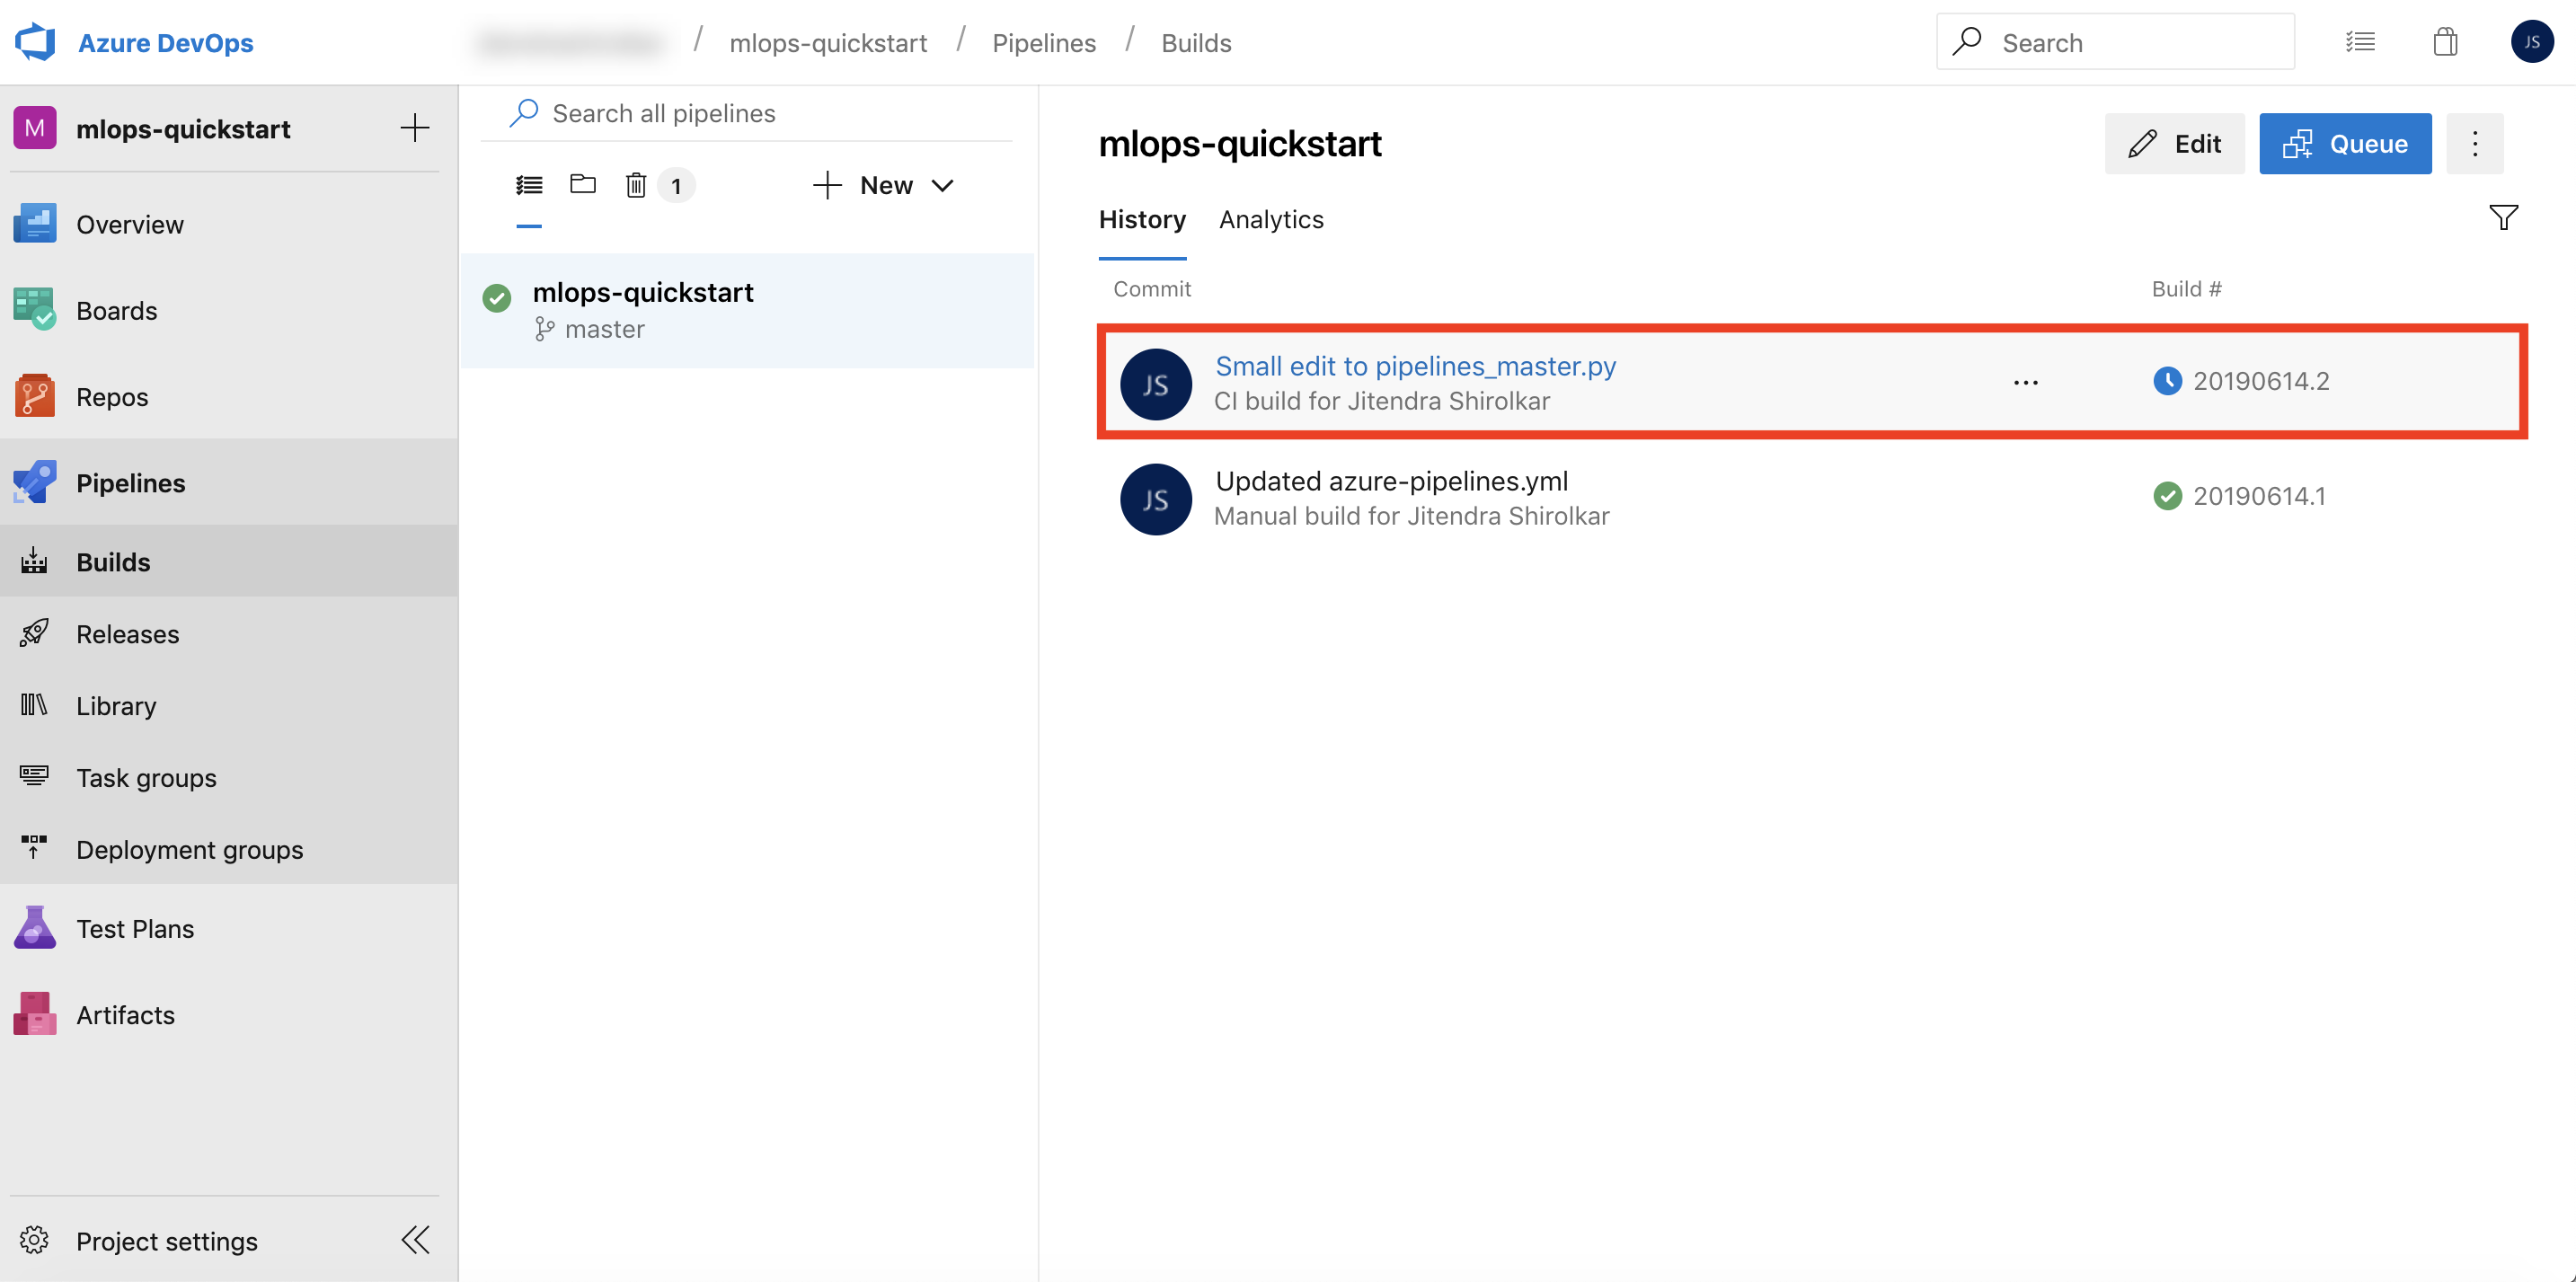 Azure DevOps
/ mlops-quickstart / Pipelines / Builds
Search
JS
M mlops-quickstart
Overview
Boards
Repos
Pipelines
Builds
Releases
Library
Task groups
Deployment groups
Test Plans
Artifacts
Project settings
Search all pipelines
1
New
mlops-quickstart
master
mlops-quickstart
Edit
Queue
History Analytics
Commit Build #
JS
Small edit to pipelines_master.py
CI build for Jitendra Shirolkar
... 20190614.2
JS
Updated azure-pipelines.yml
Manual build for Jitendra Shirolkar
20190614.1